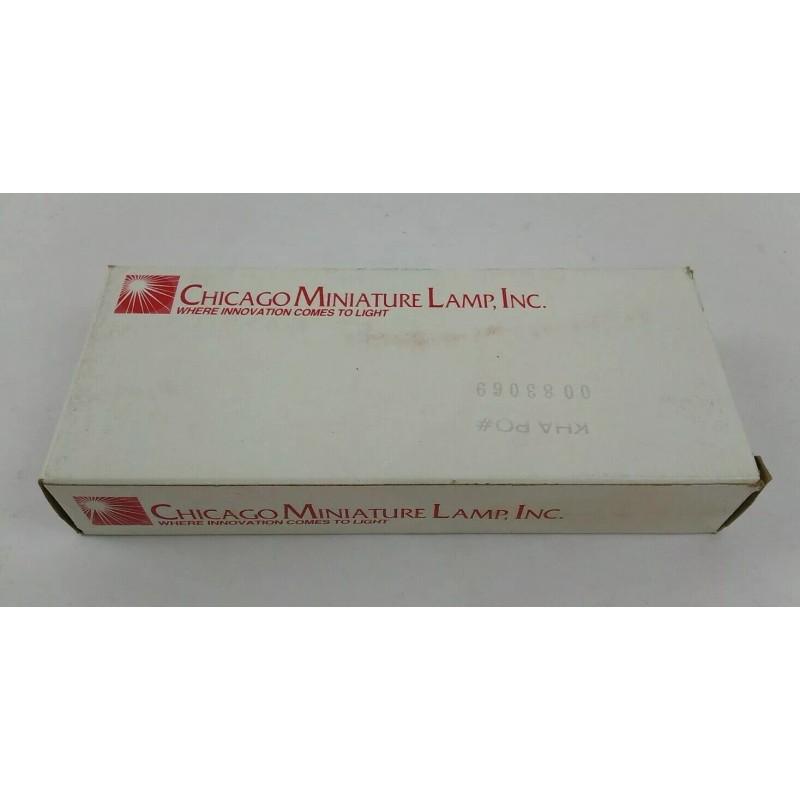 CHICAGO MINIATURE LAMP, INC.
WHERE INNOVATION COMES TO LIGHT
0083069
KHA PO#
CHICAGO MINIATURE LAMP, INC.
WHERE INNOVATION COMES TO LIGHT